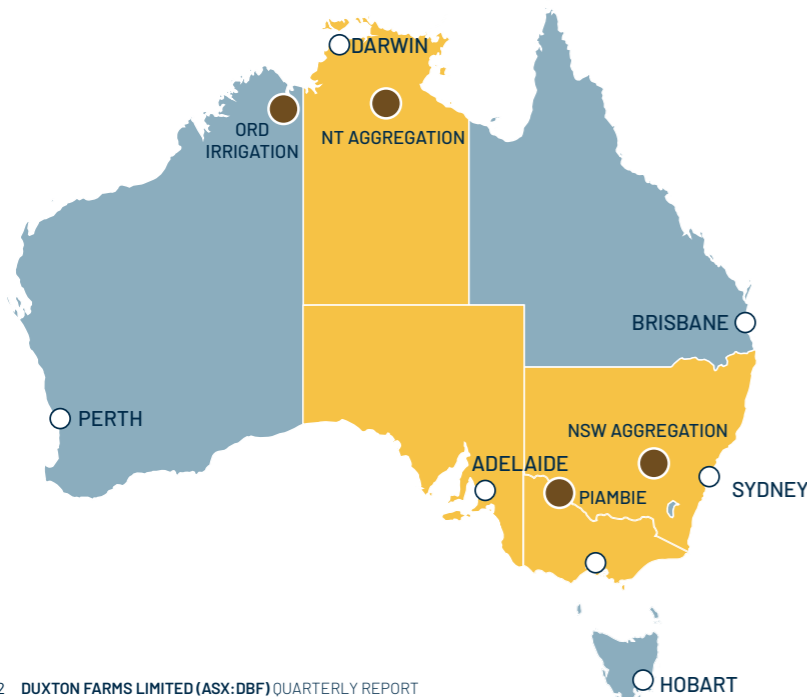 DARWIN
ORD
IRRIGATION
NT AGGREGATION
BRISBANE
PERTH
NSW AGGREGATION
ADELAIDE
SYDNEY
PIAMBIE
HOBART
2 DUXTON FARMS LIMITED (ASX:DBF) QUARTERLY REPORT